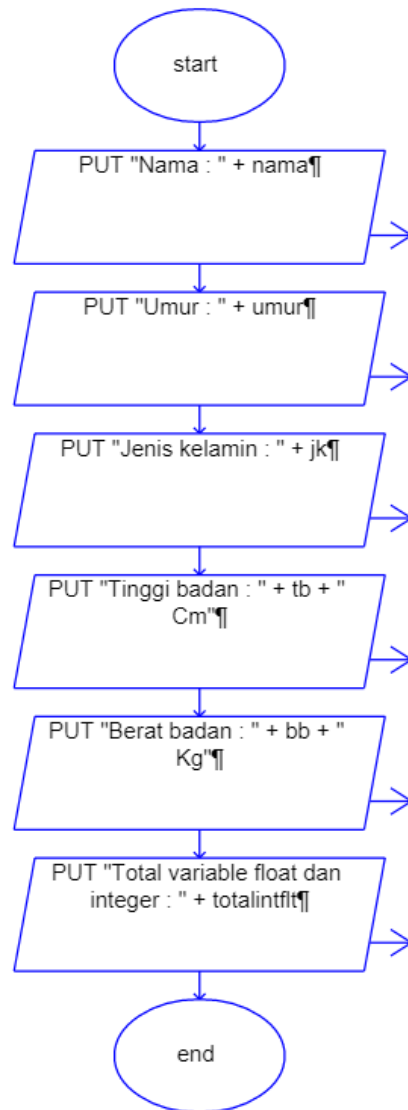 start
PUT "Nama : " + nama¶
PUT "Umur : " + umur¶
PUT "Jenis kelamin : " + jk¶
PUT "Tinggi badan : " + tb + "
Cm"¶
PUT "Berat badan : " + bb + "
Kg"¶
PUT "Total variable float dan
integer : " + totalintflt¶
end